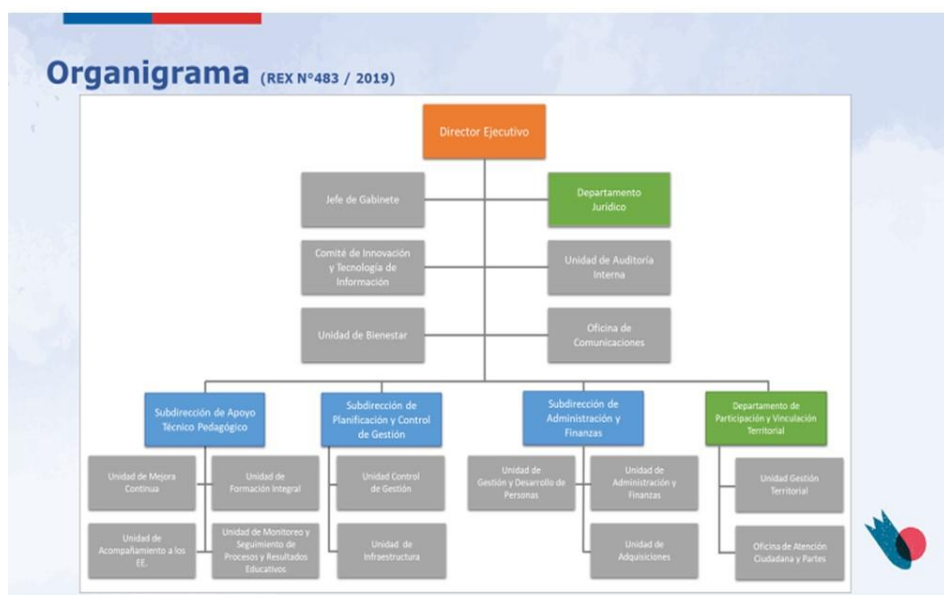 Organigrama (REX N°483 / 2019)
Director Ejecutivo
Jefe de Gabinete
Departamento
Jurídico
Comité de Innovación
y Tecnología de
Información
Unidad de Auditoría
Interna
Unidad de Bienestar
Oficina de
Comunicaciones
Subdirección de Apoyo
Técnico Pedagógico
Subdirección de
Planificación y Control
de Gestión
Subdirección de
Administración y
Finanzas
Departamento de
Participación y Vinculación
Territorial
Unidad de Mejora
Continua
Unidad de
Formación Integral
Unidad Control
de Gestión
Unidad de
Gestión y Desarrollo de
Personas
Unidad de
Administración y
Finanzas
Unidad Gestión
Territorial
Unidad de
Acompañamiento a los
EE.
Unidad de Monitoreo y
Seguimiento de
Procesos y Resultados
Educativos
Unidad de
Infraestructura
Unidad de
Adquisiciones
Oficina de Atención
Ciudadana y Partes